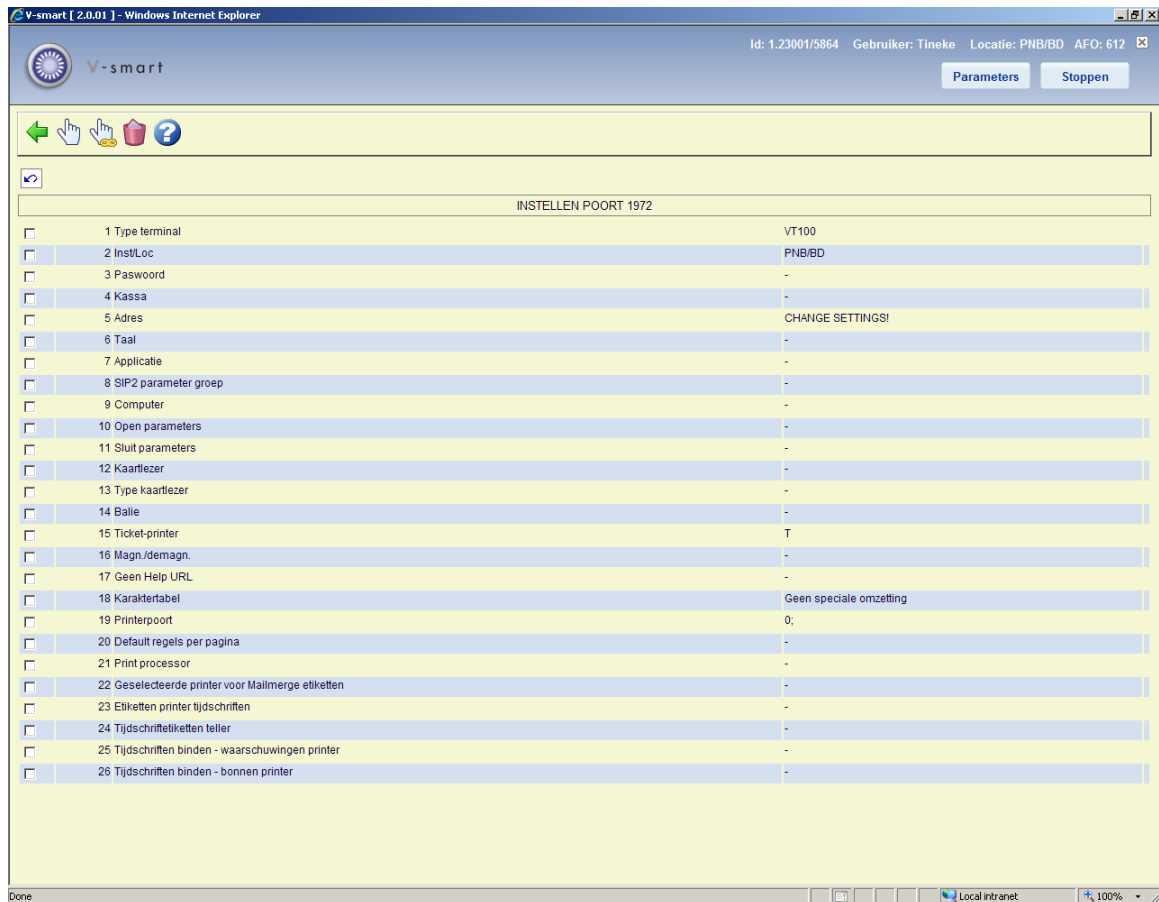 V-smart [ 2.0.01 ] - Windows Internet Explorer
Id: 1.23001/5864 Gebruiker: Tineke Locatie: PNB/BD AFO: 612
V-smart
Parameters Stoppen
INSTELLEN POORT 1972
1 Type terminal VT100
2 Inst/Loc PNB/BD
3 Paswoord -
4 Kassa -
5 Adres CHANGE SETTINGS!
6 Taal -
7 Applicatie -
8 SIP2 parameter groep -
9 Computer -
10 Open parameters -
11 Sluit parameters -
12 Kaartlezer -
13 Type kaartlezer -
14 Balie -
15 Ticket-printer T
16 Magn./demagn. -
17 Geen Help URL -
18 Karaktertabel Geen speciale omzetting
19 Printerpoort 0;
20 Default regels per pagina -
21 Print processor -
22 Geselecteerde printer voor Mailmerge etiketten -
23 Etiketten printer tijdschriften -
24 Tijdschriftetiketten teller -
25 Tijdschriften binden - waarschuwingen printer -
26 Tijdschriften binden - bonnen printer -
Done Local intranet 100%